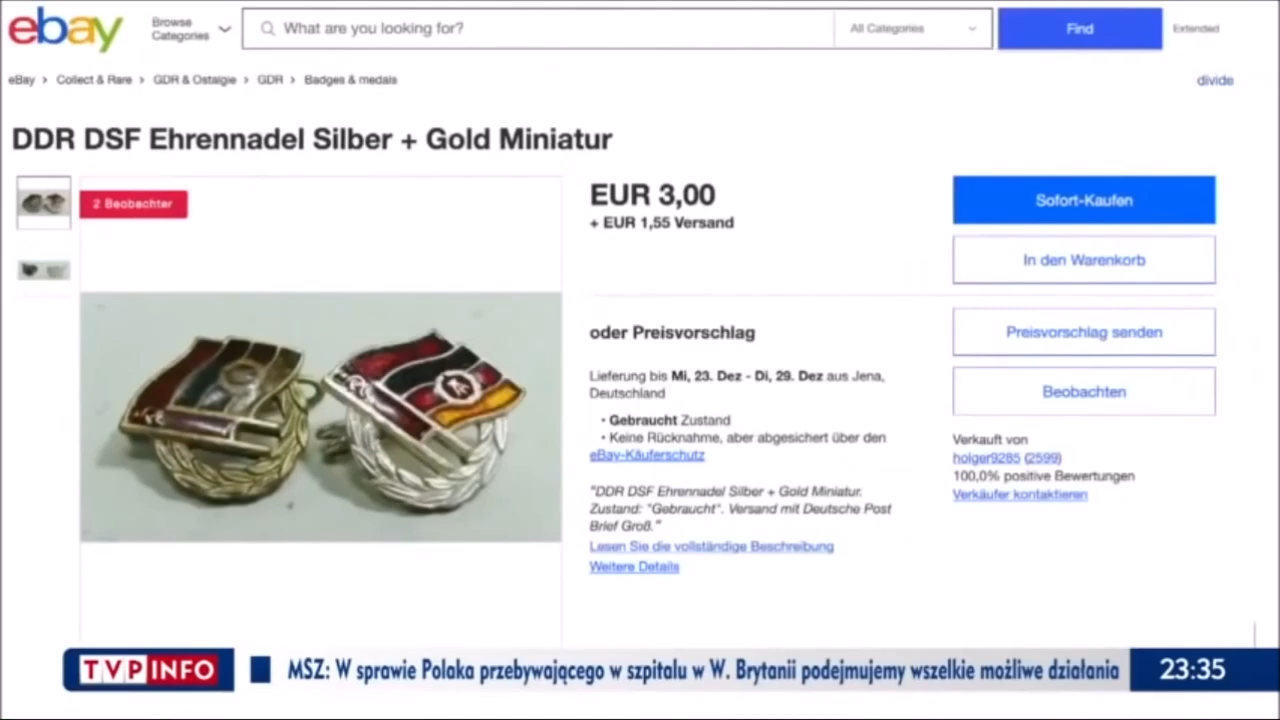 ebay
Browse
Categories
What are you looking for?
All Categories
Find
Extended
eBay > Collect & Rare > GDR & Ostalgie > GDR > Badges & medals
divide
DDR DSF Ehrennadel Silber + Gold Miniatur
2 Beobachter
EUR 3,00
+ EUR 1,55 Versand
oder Preisvorschlag
Lieferung bis Mi, 23. Dez - Di, 29. Dez aus Jena,
Deutschland
• Gebraucht Zustand
• Keine Rücknahme, aber abgesichert über den
eBay-Käuferschutz
"DDR DSF Ehrennadel Silber + Gold Miniatur.
Zustand: "Gebraucht". Versand mit Deutsche Post
Brief Groß."
Lesen Sie die vollständige Beschreibung
Weitere Details
Sofort-Kaufen
In den Warenkorb
Preisvorschlag senden
Beobachten
Verkauft von
holger9285 (2599)
100,0% positive Bewertungen
Verkäufer kontaktieren
TVP INFO
MSZ: W sprawie Polaka przebywającego w szpitalu w W. Brytanii podejmujemy wszelkie możliwe działania
23:35